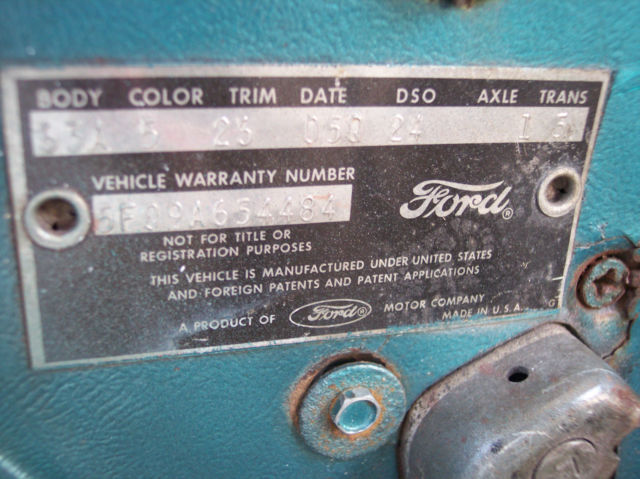 BODY COLOR TRIM DATE DSO AXLE TRANS
63A 5 25 05Q 24 1 5
VEHICLE WARRANTY NUMBER
5F09A654484
Ford®
NOT FOR TITLE OR
REGISTRATION PURPOSES
THIS VEHICLE IS MANUFACTURED UNDER UNITED STATES
AND FOREIGN PATENTS AND PATENT APPLICATIONS
A PRODUCT OF Ford® MOTOR COMPANY
MADE IN U.S.A. G